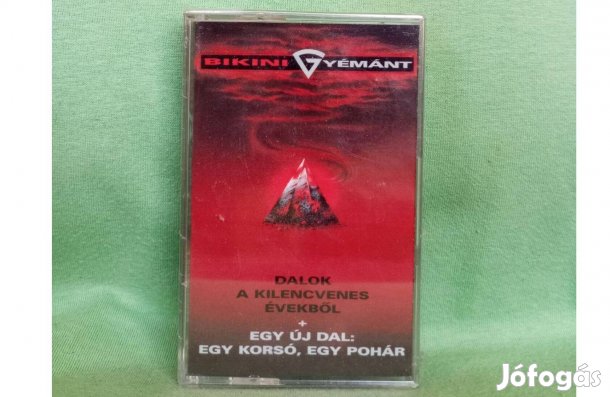 BIKINI GYÉMÁNT
DALOK
A KILENCVENES
ÉVEKBŐL
+
EGY ÚJ DAL:
EGY KORSÓ, EGY POHÁR
Jófogás